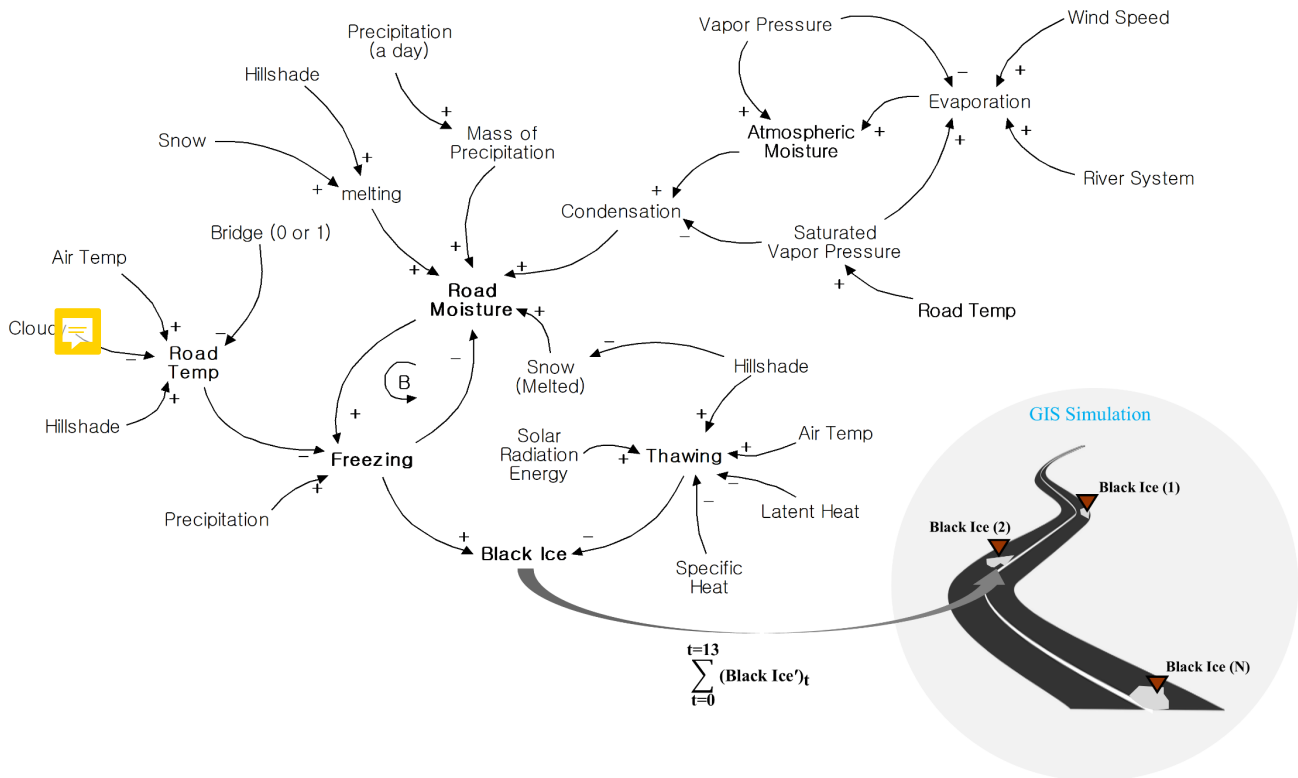 Precipitation
(a day)
Vapor Pressure
Wind Speed
Hillshade
−
+
Evaporation
+
+
Snow
Mass of
Precipitation
Atmospheric
Moisture
+
+
+
+
+
+
melting
River System
+
Condensation
−
Bridge (0 or 1)
Saturated
Vapor Pressure
Air Temp
+
+
+
Road
Moisture
+
Road Temp
Cloudy
+
−
−
Road
Temp
+
−
+
−
Snow
(Melted)
Hillshade
B
Hillshade
+
+
GIS Simulation
Solar
Radiation
Energy
Air Temp
+
+
−
Freezing
Thawing
+
−
−
Black Ice (1)
Latent Heat
Precipitation
Black Ice (2)
+
−
Black Ice
Specific
Heat
t=13
∑ (Black Ice′)t
t=0
Black Ice (N)